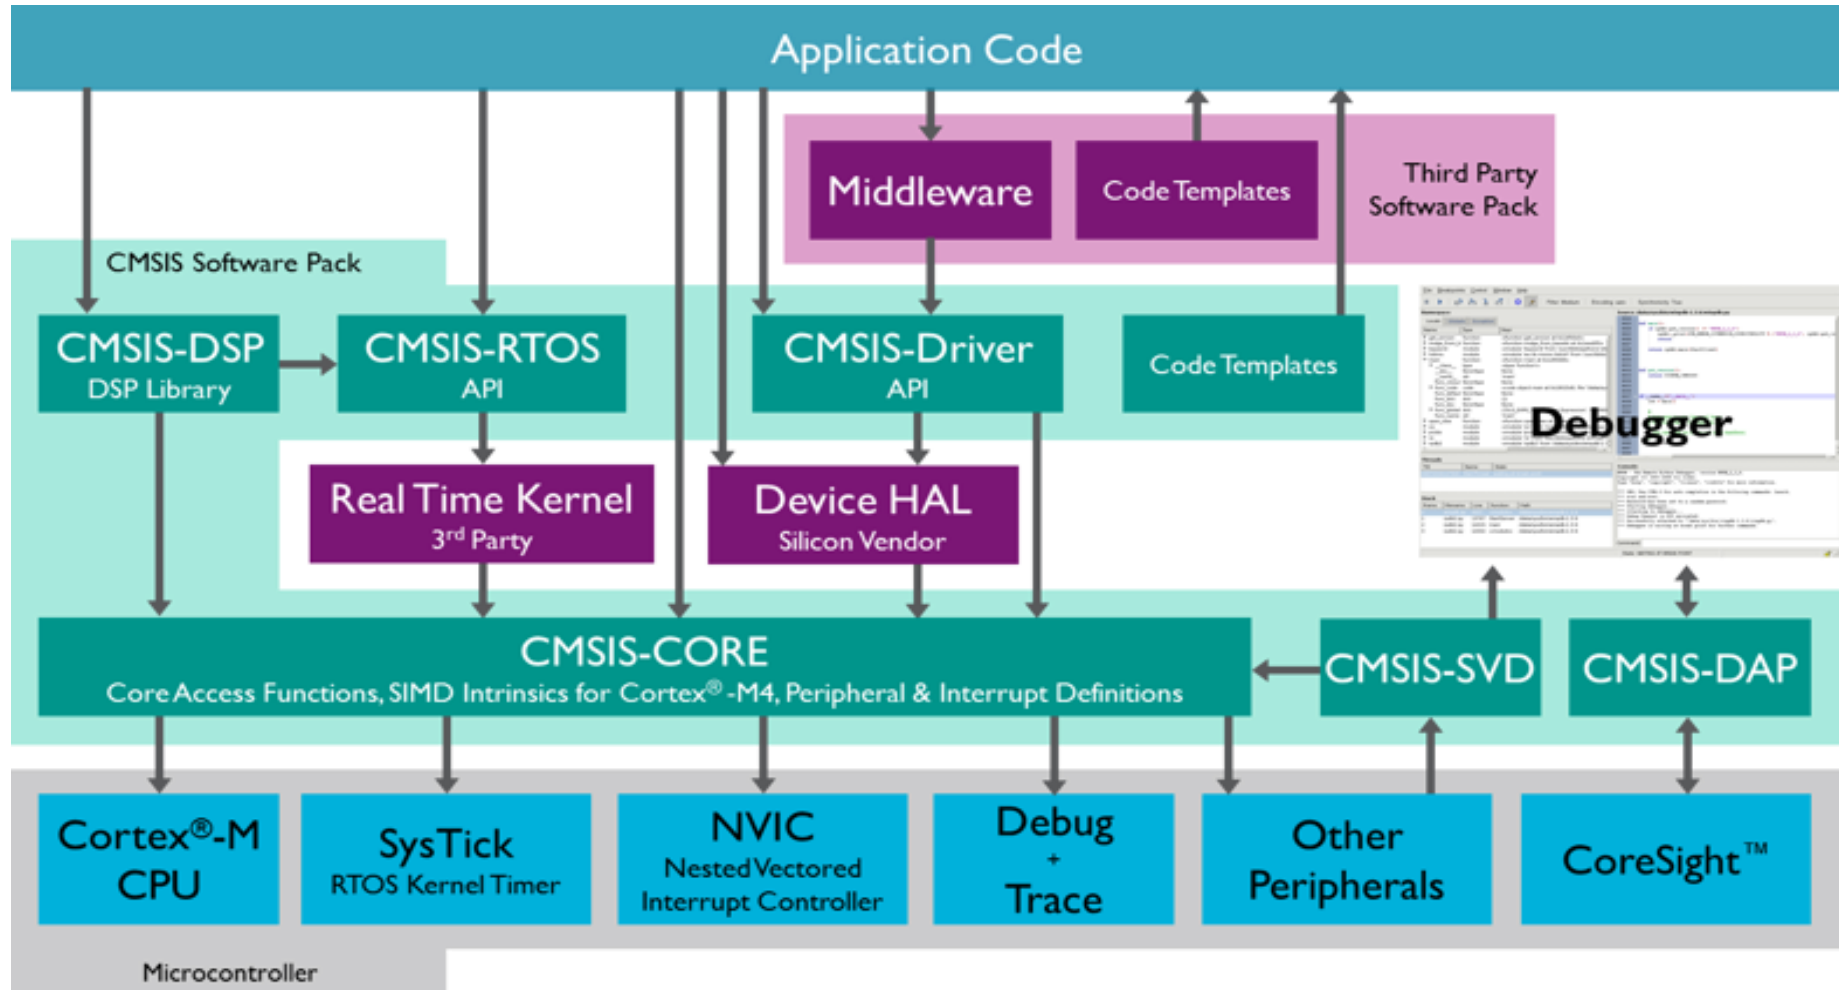 Application Code
Middleware
Code Templates
Third Party
Software Pack
CMSIS Software Pack
CMSIS-DSP
DSP Library
CMSIS-RTOS
API
CMSIS-Driver
API
Code Templates
Debugger
Real Time Kernel
3rd Party
Device HAL
Silicon Vendor
CMSIS-CORE
Core Access Functions, SIMD Intrinsics for Cortex®-M4, Peripheral & Interrupt Definitions
CMSIS-SVD
CMSIS-DAP
Cortex®-M
CPU
SysTick
RTOS Kernel Timer
NVIC
Nested Vectored
Interrupt Controller
Debug
+
Trace
Other
Peripherals
CoreSight™
Microcontroller